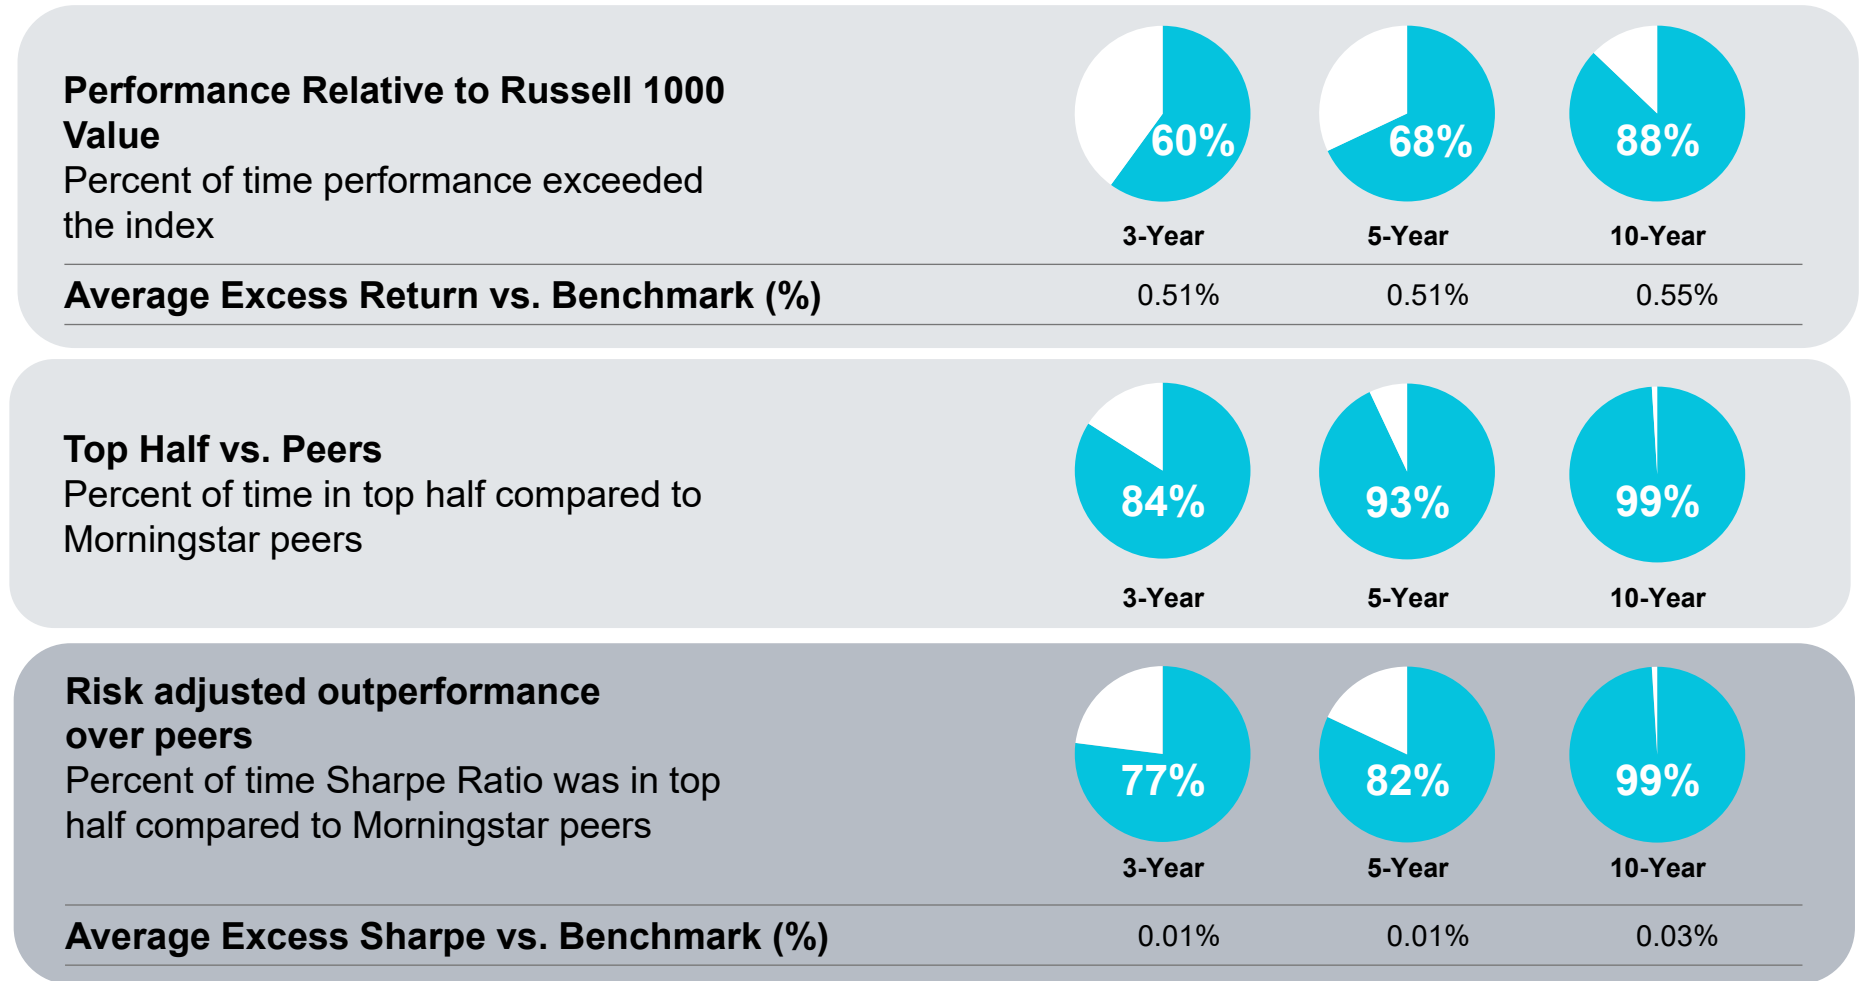 Performance Relative to Russell 1000
Value
Percent of time performance exceeded
the index
60%
68%
88%
3-Year
5-Year
10-Year
Average Excess Return vs. Benchmark (%)
0.51%
0.51%
0.55%
Top Half vs. Peers
Percent of time in top half compared to
Morningstar peers
84%
93%
99%
3-Year
5-Year
10-Year
Risk adjusted outperformance
over peers
Percent of time Sharpe Ratio was in top
half compared to Morningstar peers
77%
82%
99%
3-Year
5-Year
10-Year
Average Excess Sharpe vs. Benchmark (%)
0.01%
0.01%
0.03%